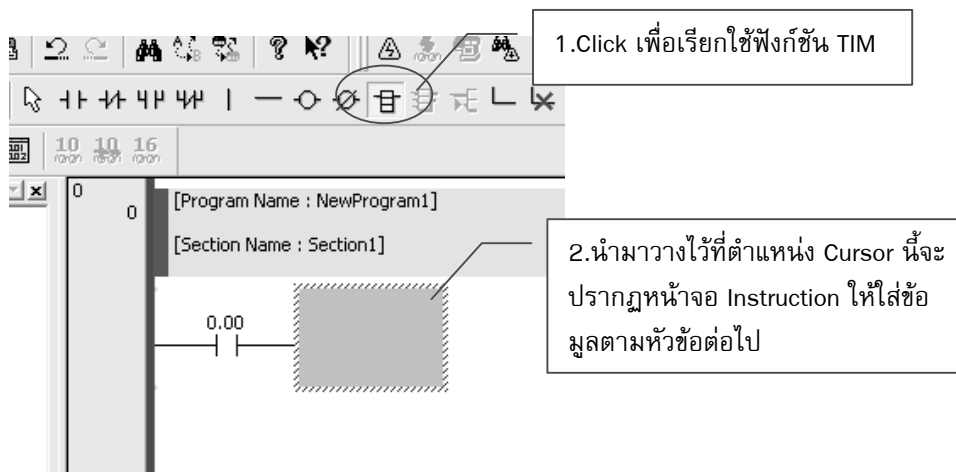 1.Click เพื่อเรียกใช้ฟังก์ชัน TIM
10 10 16
0
0
[Program Name : NewProgram1]
[Section Name : Section1]
2.นำมาวางไว้ที่ตำแหน่ง Cursor นี้จะ
ปรากฏหน้าจอ Instruction ให้ใส่ข้อ
มูลตามหัวข้อต่อไป
0.00